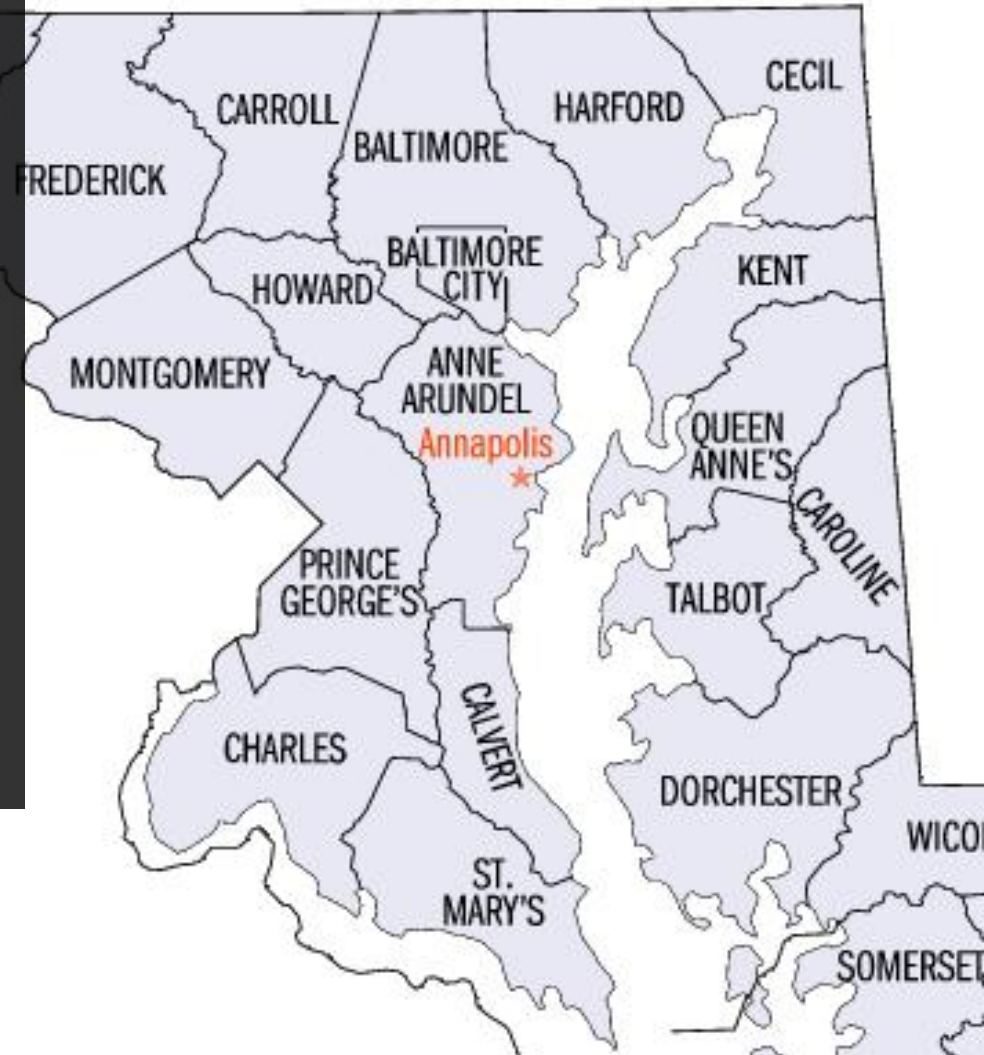 CECIL
CARROLL
HARFORD
BALTIMORE
FREDERICK
BALTIMORE
CITY
KENT
HOWARD
MONTGOMERY
ANNE
ARUNDEL
Annapolis
QUEEN
ANNE'S
CAROLINE
PRINCE
GEORGE'S
TALBOT
CALVERT
CHARLES
DORCHESTER
WICO
ST.
MARY'S
SOMERSET